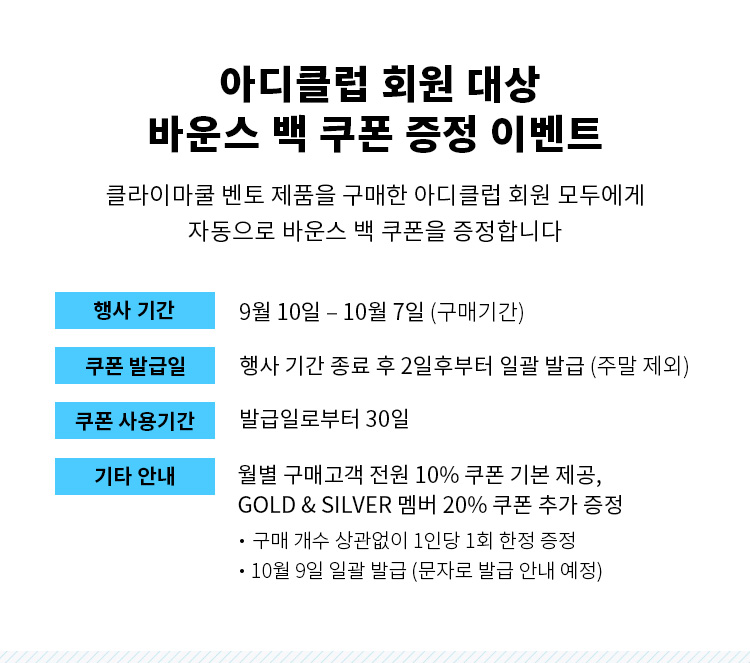 아디클럽 회원 대상
바운스 백 쿠폰 증정 이벤트
클라이마쿨 벤토 제품을 구매한 아디클럽 회원 모두에게
자동으로 바운스 백 쿠폰을 증정합니다
행사 기간 9월 10일 – 10월 7일 (구매기간)
쿠폰 발급일 행사 기간 종료 후 2일후부터 일괄 발급 (주말 제외)
쿠폰 사용기간 발급일로부터 30일
기타 안내 월별 구매고객 전원 10% 쿠폰 기본 제공,
GOLD & SILVER 멤버 20% 쿠폰 추가 증정
• 구매 개수 상관없이 1인당 1회 한정 증정
• 10월 9일 일괄 발급 (문자로 발급 안내 예정)